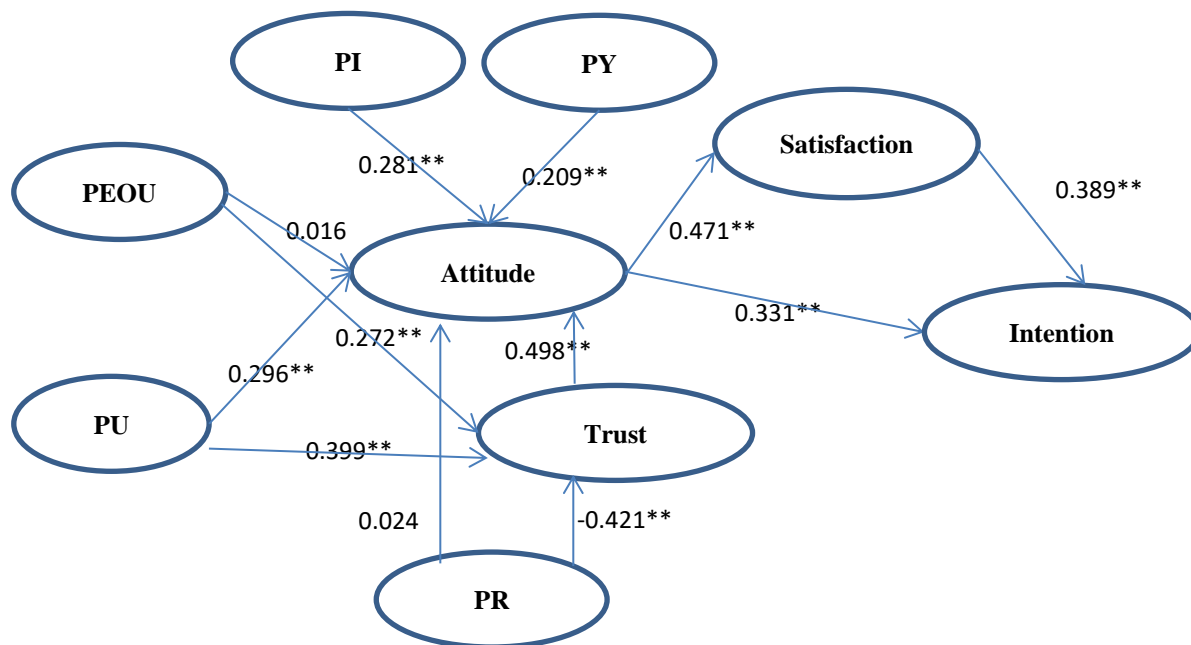 PI
PY
Satisfaction
PEOU
0.281**
0.209**
0.389**
0.016
0.471**
Attitude
0.331**
Intention
0.272**
0.498**
0.296**
PU
Trust
0.399**
0.024
-0.421**
PR